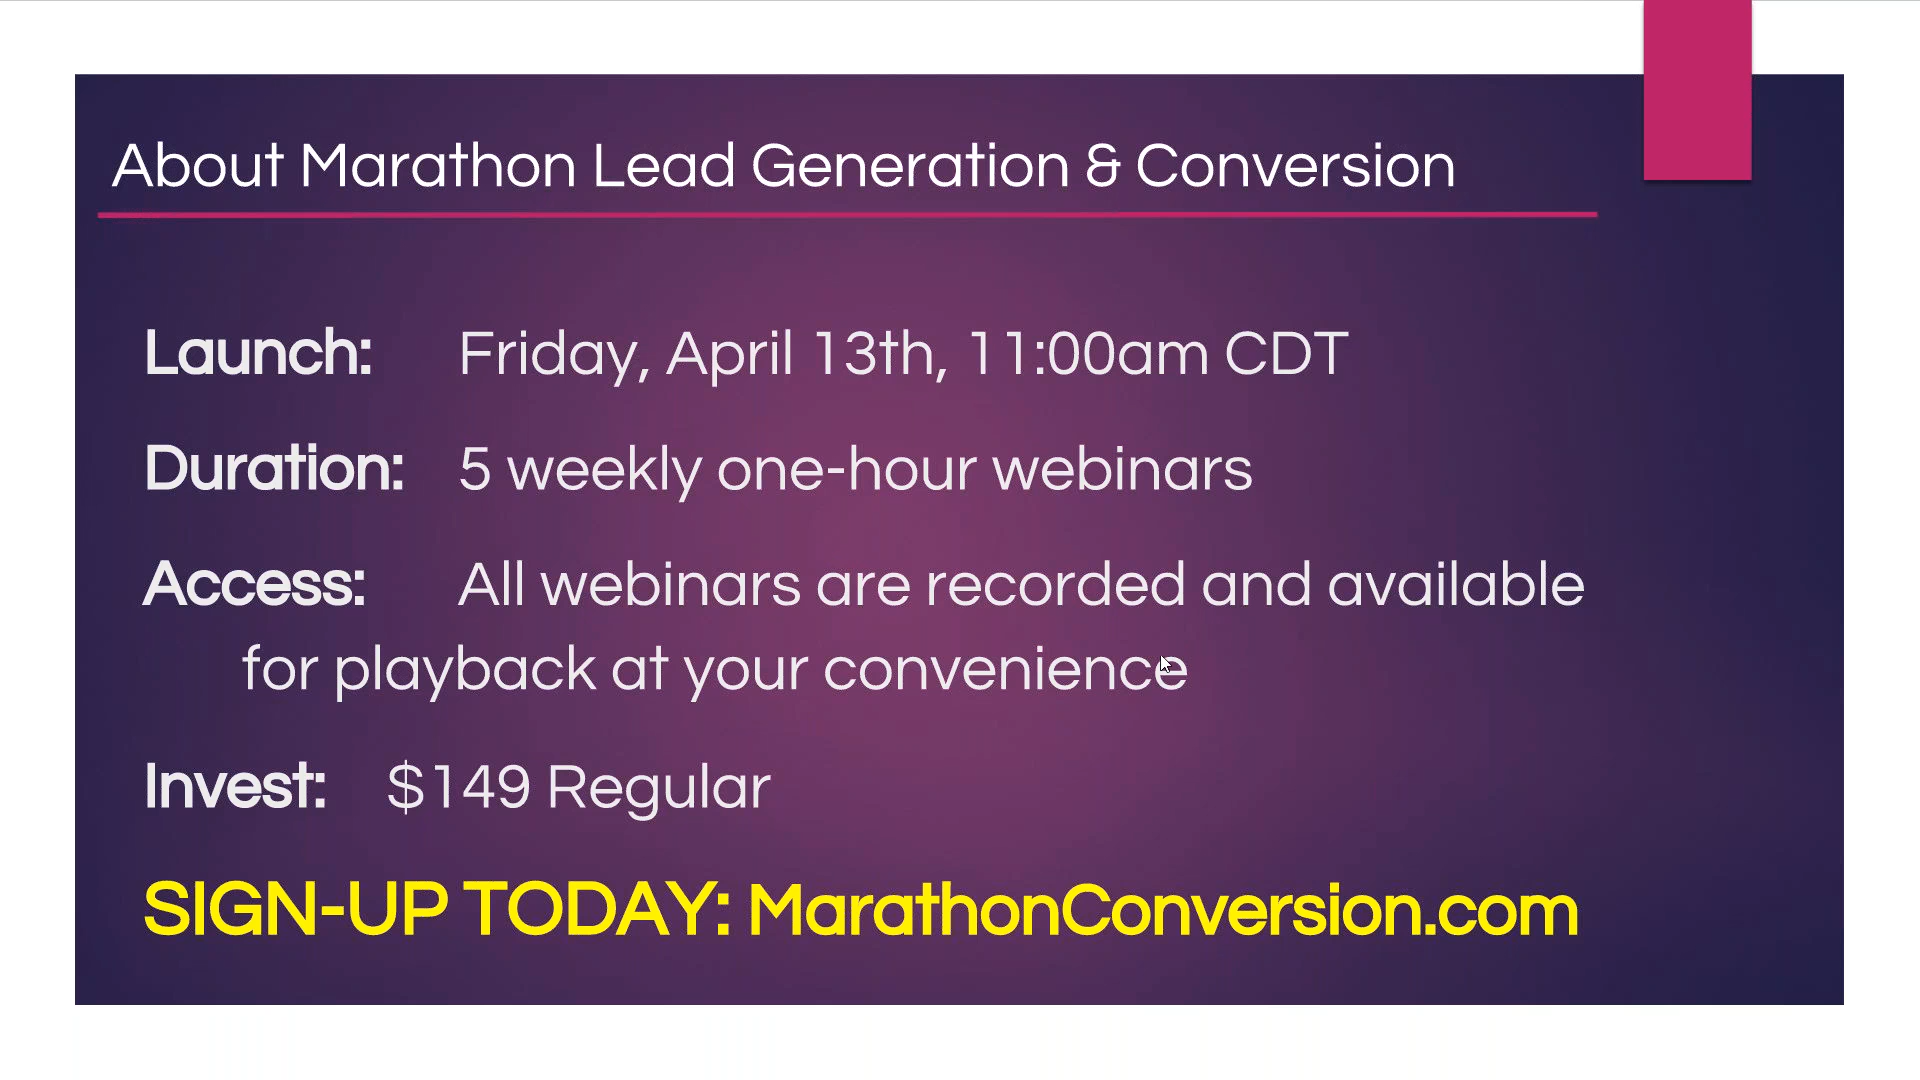 About Marathon Lead Generation & Conversion
Launch: Friday, April 13th, 11:00am CDT
Duration: 5 weekly one-hour webinars
Access: All webinars are recorded and available
for playback at your convenience
Invest: $149 Regular
SIGN-UP TODAY: MarathonConversion.com